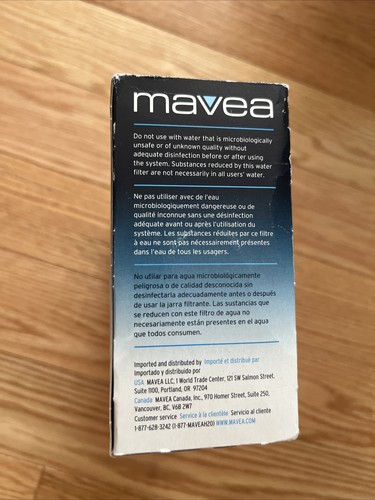 mavea
Do not use with water that is microbiologically
unsafe or of unknown quality without
adequate disinfection before or after using
the system. Substances reduced by this water
filter are not necessarily in all users' water.
Ne pas utiliser avec de l'eau
microbiologiquement dangereuse ou de
qualité inconnue sans une désinfection
adéquate avant ou après l'utilisation du
système. Les substances réduites par ce filtre
à eau ne sont pas nécessairement présentes
dans l'eau de tous les usagers.
No utilar para agua microbiológicamente
peligrosa o de calidad desconocida sin
desinfectarla adecuadamente antes o después
de usar la jarra filtrante. Las sustancias que
se reducen con este filtro de agua no
necesariamente están presentes en el agua
que todos consumen.
Imported and distributed by importé et distribué par
Importado y distribuido por
USA MAVEA LLC, 1 World Trade Center, 121 SW Salmon Street,
Suite 1100, Portland, OR 97204
Canada MAVEA Canada, Inc., 970 Homer Street, Suite 250,
Vancouver, BC, V6B 2W7
Customer service Service à la clientèle Servicio al cliente
1-877-628-3242 (1-877-MAVEAH2O) WWW.MAVEA.COM